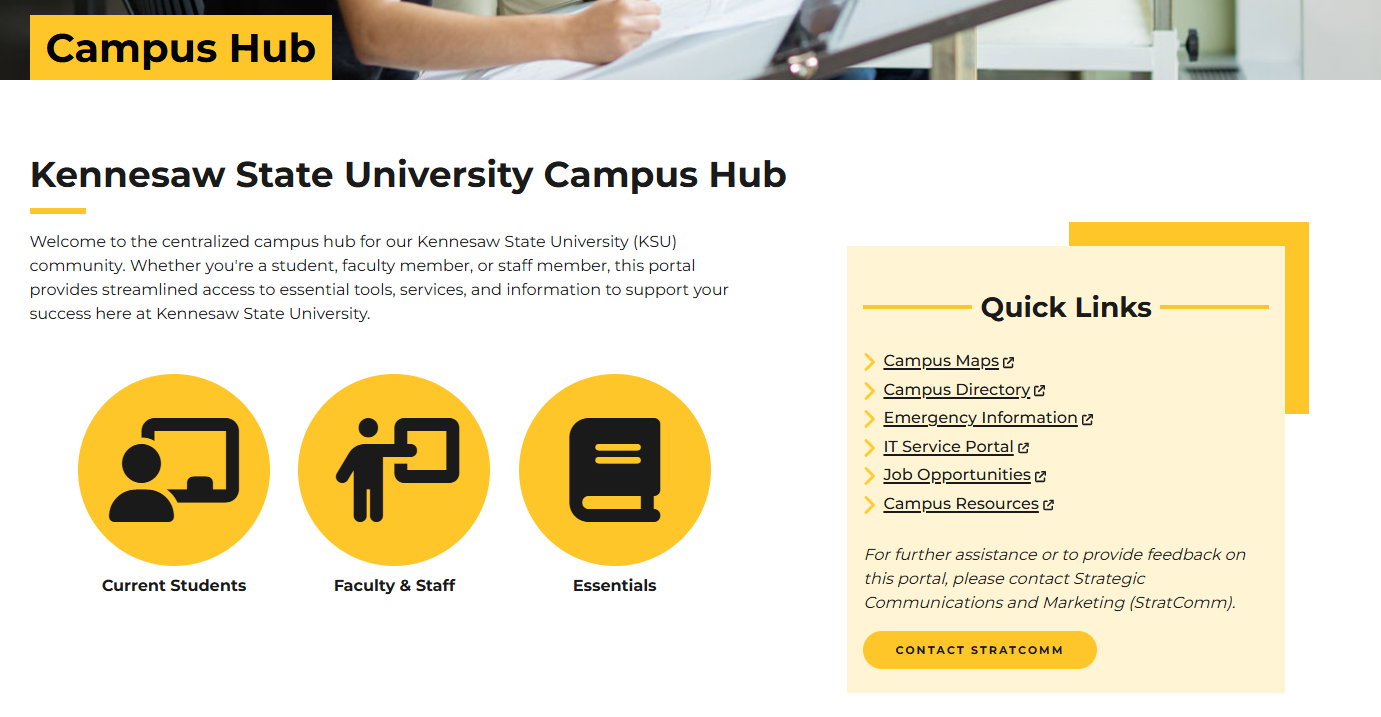 Campus Hub
Kennesaw State University Campus Hub
Welcome to the centralized campus hub for our Kennesaw State University (KSU)
community. Whether you're a student, faculty member, or staff member, this portal
provides streamlined access to essential tools, services, and information to support your
success here at Kennesaw State University.
Current Students
Faculty & Staff
Essentials
Quick Links
Campus Maps
Campus Directory
Emergency Information
IT Service Portal
Job Opportunities
Campus Resources
For further assistance or to provide feedback on
this portal, please contact Strategic
Communications and Marketing (StratComm).
CONTACT STRATCOMM